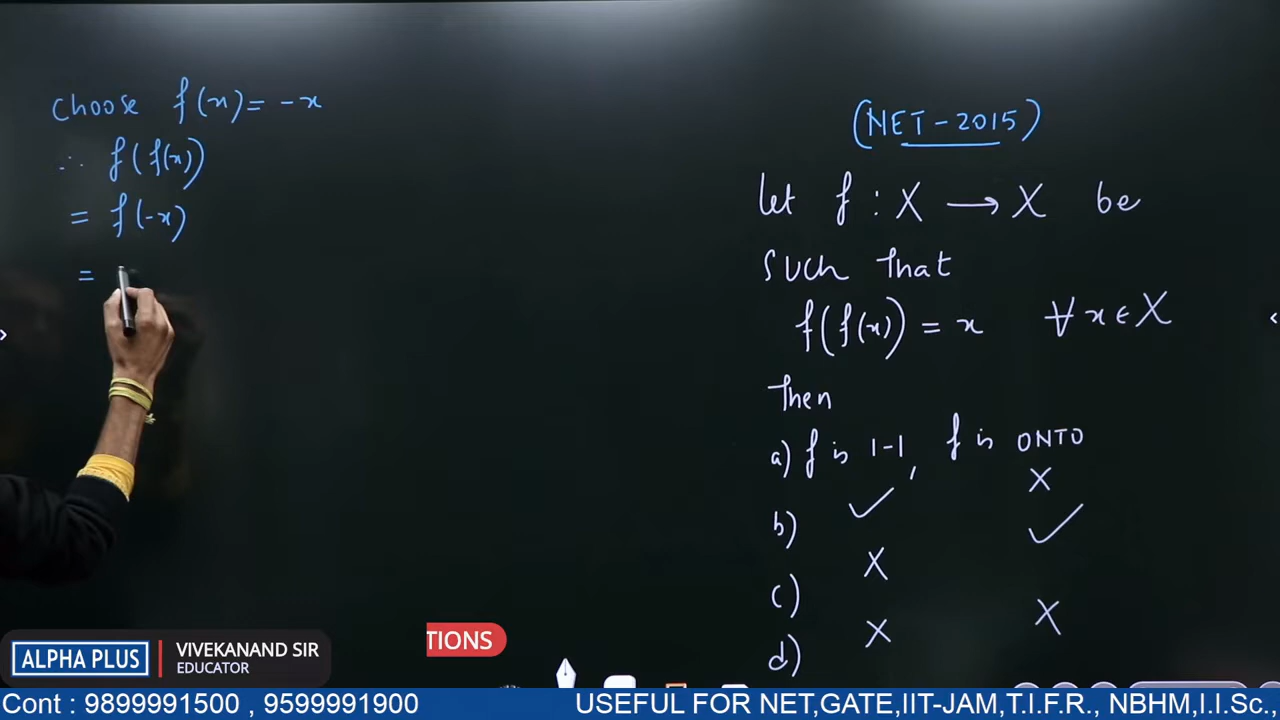 Choose f(x) = -x
∴ f(f(x))
= f(-x)
=
(NET-2015)
let f : X → X be
such that
f(f(x)) = x ∀ x ∈ X
Then
a) f is 1-1, f is ONTO
✓ X
b) X ✓
c) X X
d)
TIONS
ALPHA PLUS
VIVEKANAND SIR
EDUCATOR
Cont : 9899991500 , 9599991900
USEFUL FOR NET,GATE,IIT-JAM,T.I.F.R., NBHM,I.I.Sc.,